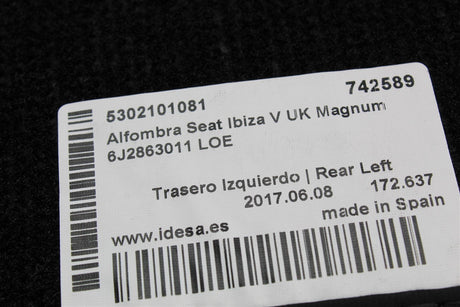 742589
5302101081
Alfombra Seat Ibiza V UK Magnum
6J2863011 LOE
Trasero Izquierdo | Rear Left
2017.06.08 172.637
www.idesa.es made in Spain